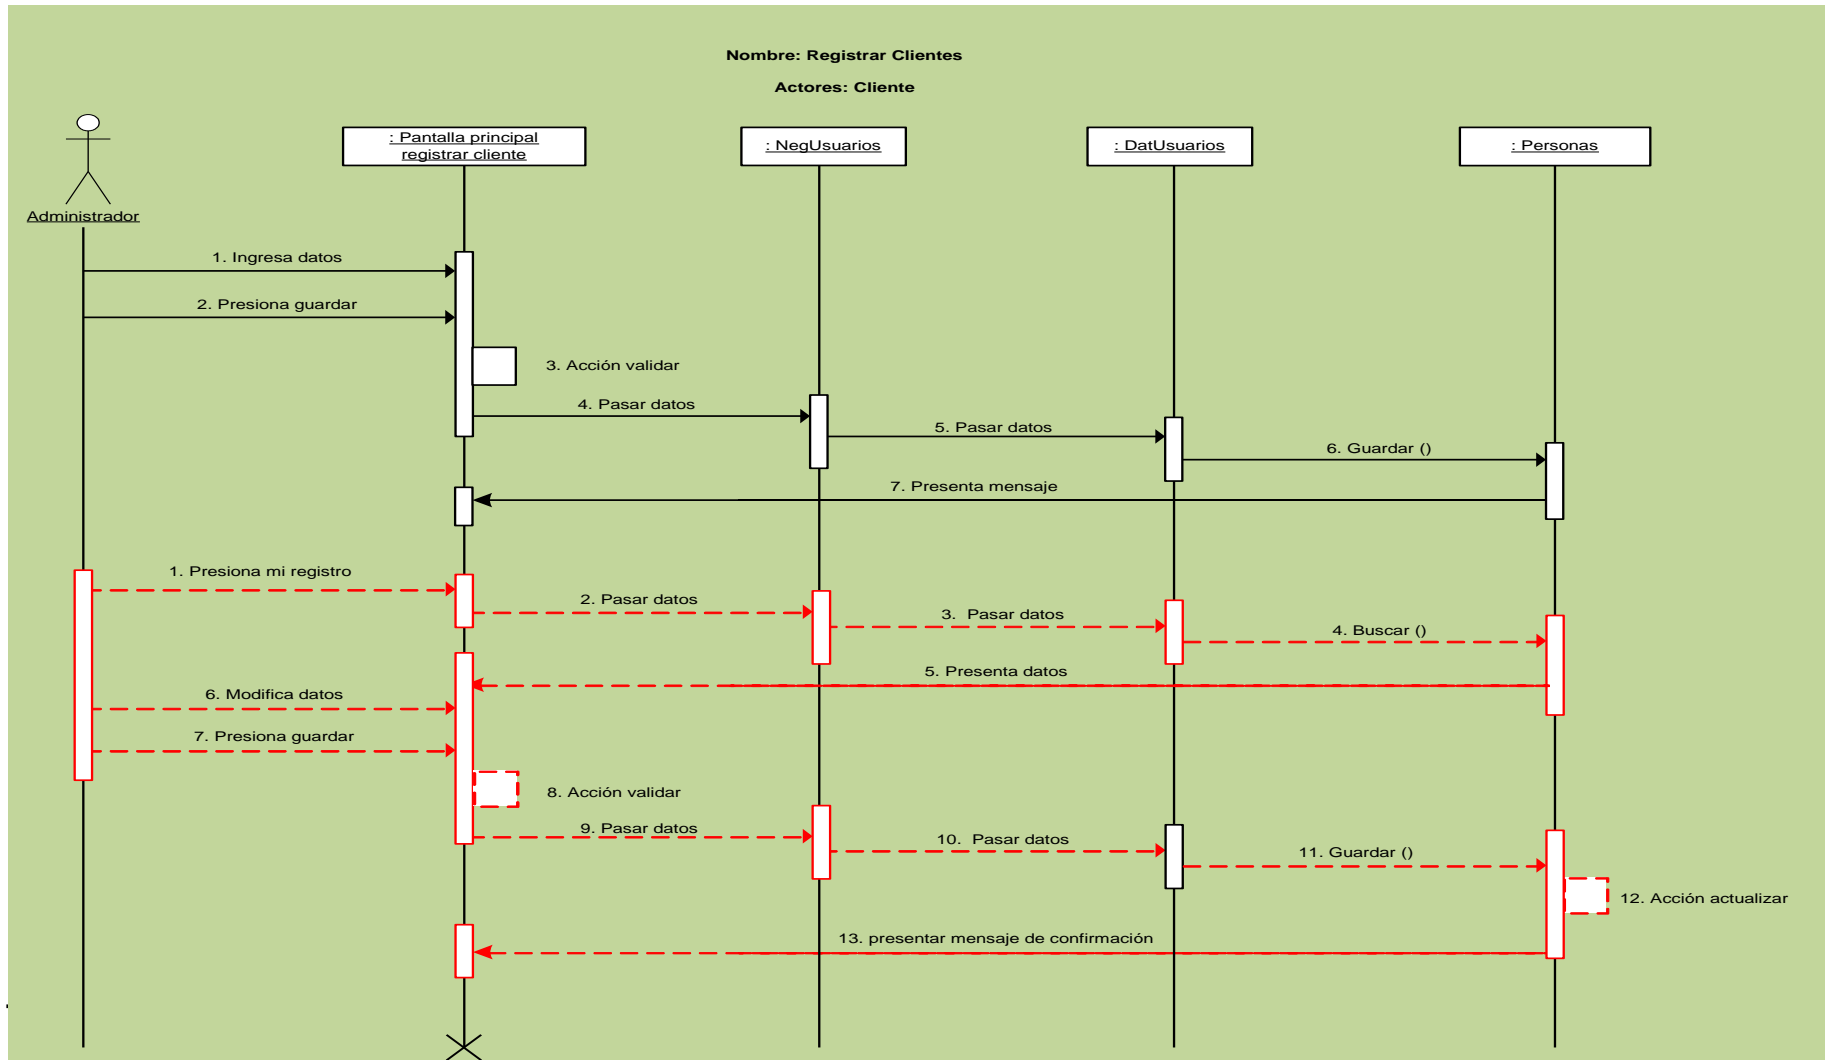 Nombre: Registrar Clientes
Actores: Cliente
: Pantalla principal
registrar cliente
: NegUsuarios
: DatUsuarios
: Personas
Administrador
1. Ingresa datos
2. Presiona guardar
3. Acción validar
4. Pasar datos
5. Pasar datos
6. Guardar ()
7. Presenta mensaje
1. Presiona mi registro
2. Pasar datos
3.  Pasar datos
4. Buscar ()
5. Presenta datos
6. Modifica datos
7. Presiona guardar
8. Acción validar
9. Pasar datos
10.  Pasar datos
11. Guardar ()
12. Acción actualizar
13. presentar mensaje de confirmación